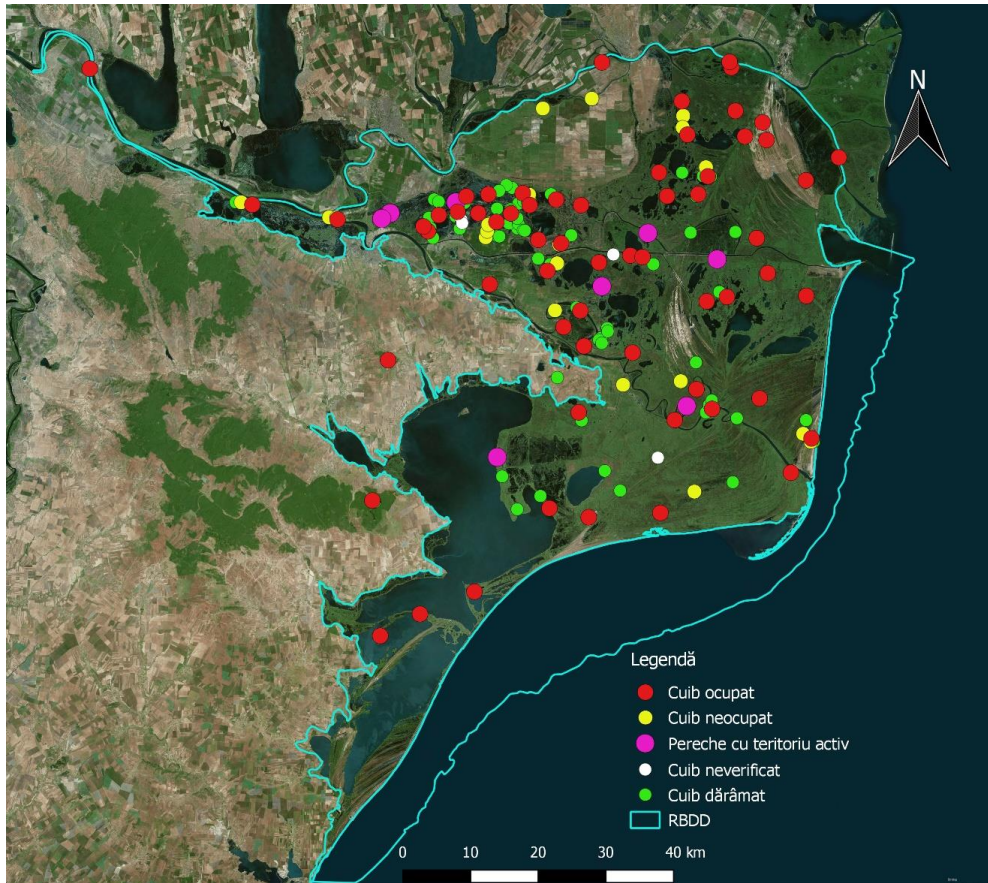 N
Legendă
Cuib ocupat
Cuib neocupat
Pereche cu teritoriu activ
Cuib neverificat
Cuib dărâmat
RBDD
0 10 20 30 40 km